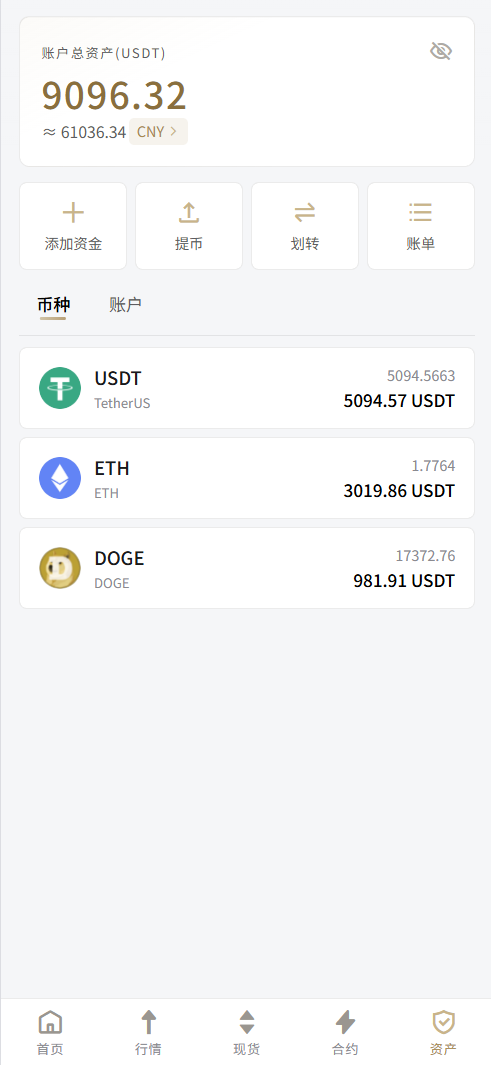 账户总资产(USDT)
9096.32
≈ 61036.34 CNY
添加资金 提币 划转 账单
币种 账户
USDT 5094.5663
TetherUS 5094.57 USDT
ETH 1.7764
ETH 3019.86 USDT
DOGE 17372.76
DOGE 981.91 USDT
首页 行情 现货 合约 资产